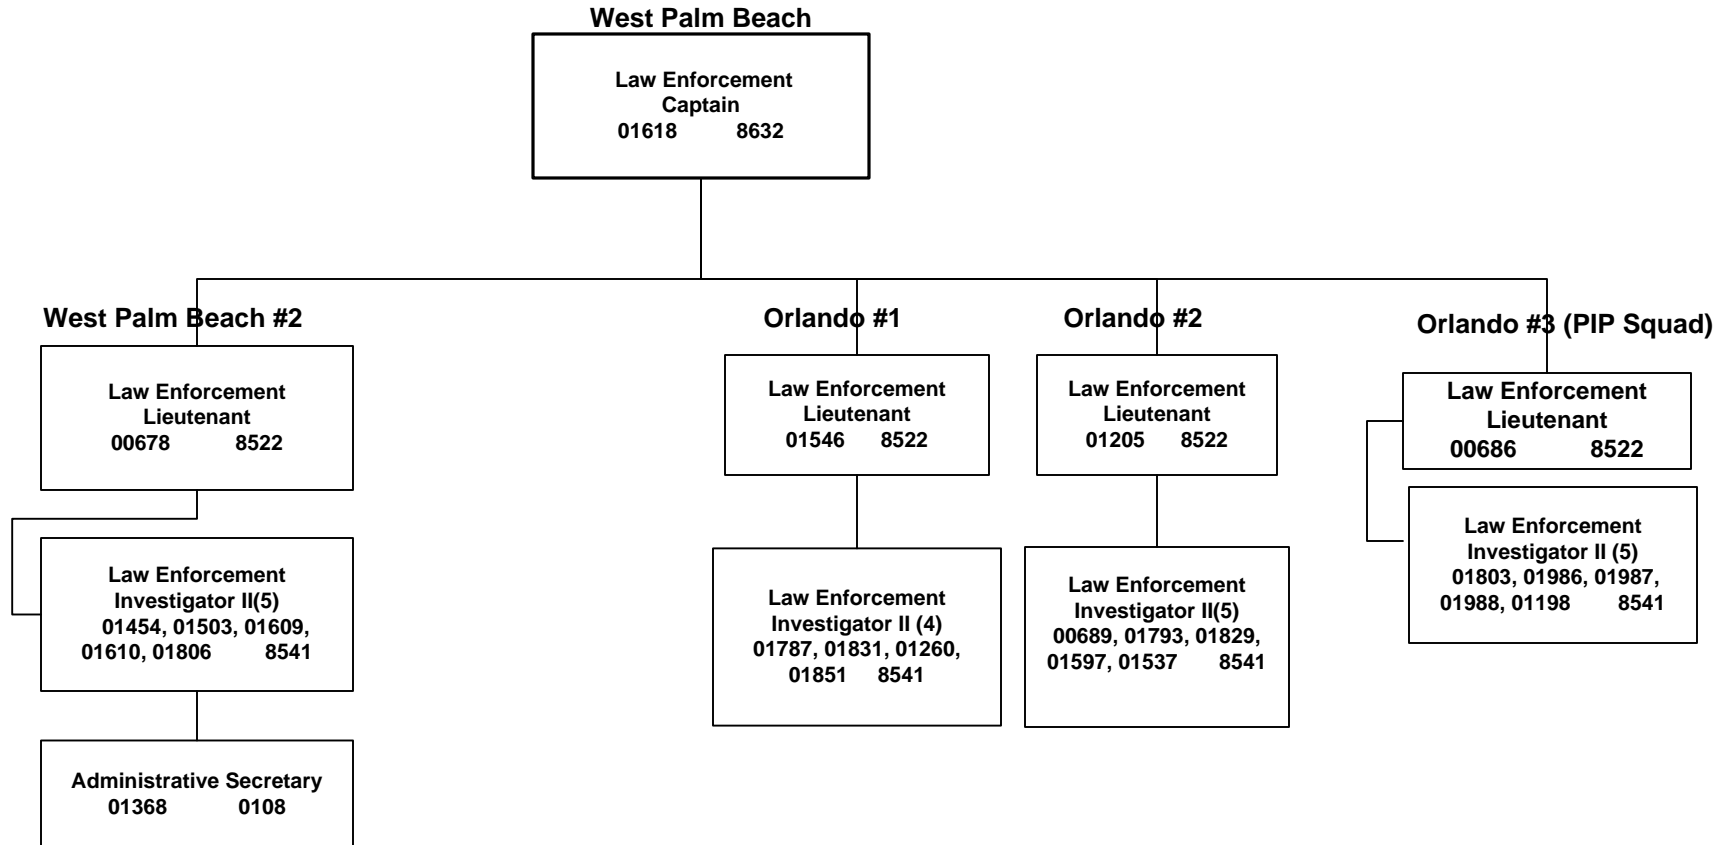 West Palm Beach
Law Enforcement
Captain
01618 8632
West Palm Beach #2
Law Enforcement
Lieutenant
00678 8522
Law Enforcement
Investigator II(5)
01454, 01503, 01609,
01610, 01806 8541
Administrative Secretary
01368 0108
Orlando #1
Law Enforcement
Lieutenant
01546 8522
Law Enforcement
Investigator II (4)
01787, 01831, 01260,
01851 8541
Orlando #2
Law Enforcement
Lieutenant
01205 8522
Law Enforcement
Investigator II(5)
00689, 01793, 01829,
01597, 01537 8541
Orlando #3 (PIP Squad)
Law Enforcement
Lieutenant
00686 8522
Law Enforcement
Investigator II (5)
01803, 01986, 01987,
01988, 01198 8541